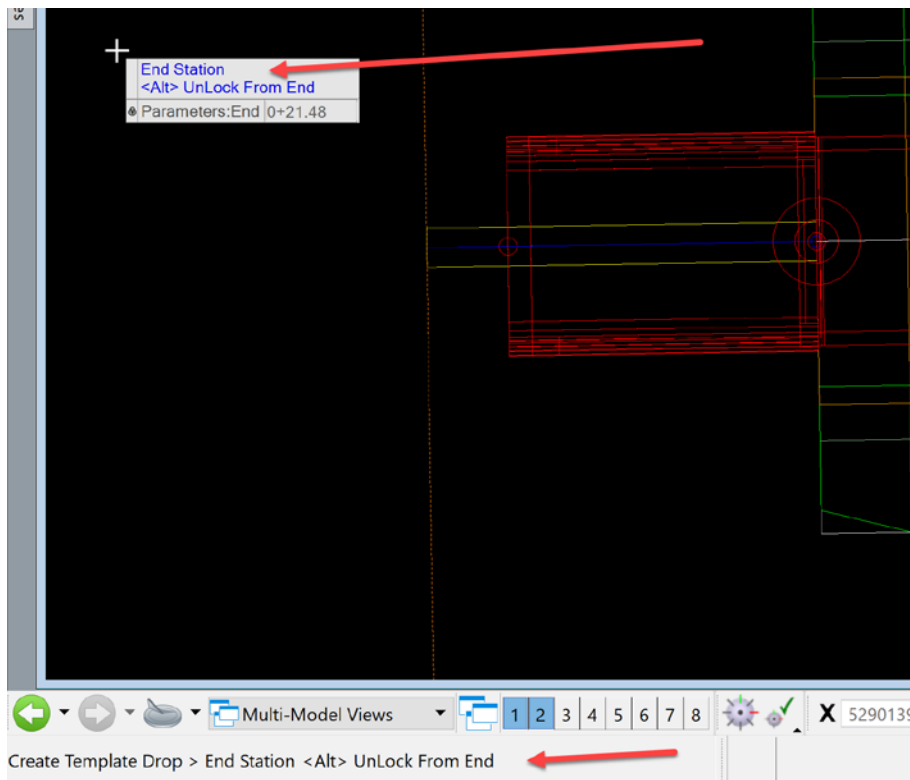 se
End Station
<Alt> UnLock From End
Parameters:End 0+21.48
Multi-Model Views
1 2 3 4 5 6 7 8
X 5290139
Create Template Drop > End Station <Alt> UnLock From End